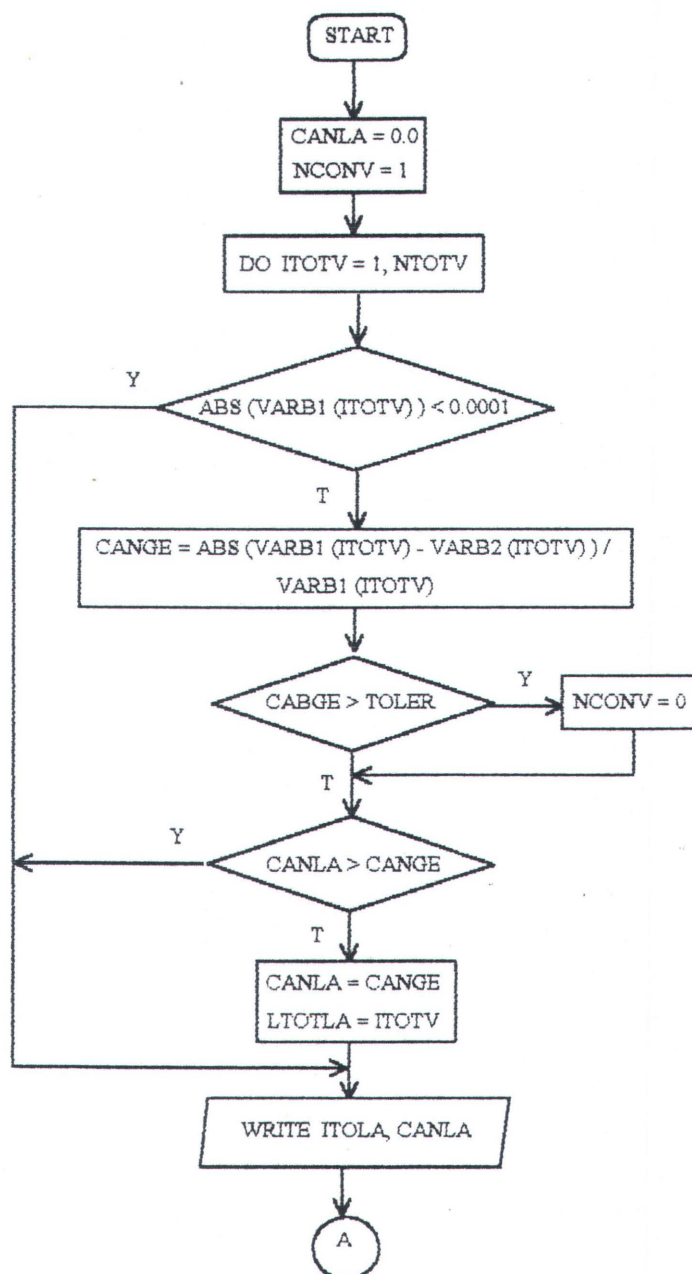 START
CANLA = 0.0
NCONV = 1
DO ITOTV = 1, NTOTV
Y
ABS (VARB1 (ITOTV) ) < 0.0001
T
CANGE = ABS (VARB1 (ITOTV) - VARB2 (ITOTV) ) /
VARB1 (ITOTV)
CABGE > TOLER
Y
NCONV = 0
T
Y
CANLA > CANGE
T
CANLA = CANGE
LTOTLA = ITOTV
WRITE ITOLA, CANLA
A